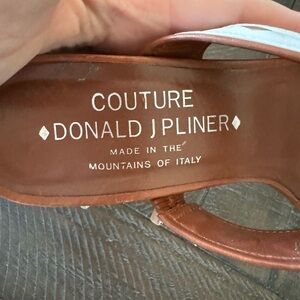 COUTURE
♦DONALD J PLINER♦
MADE IN THE
MOUNTAINS OF ITALY